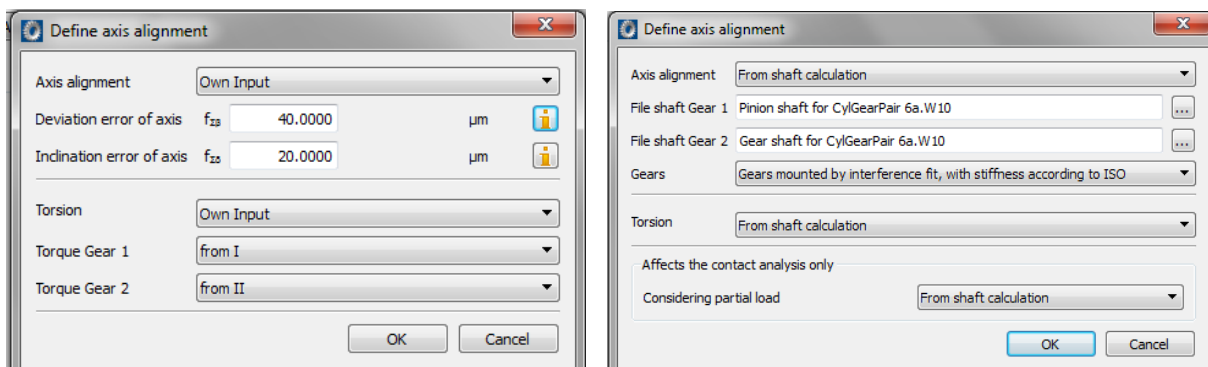 Define axis alignment
Axis alignment Own Input
Deviation error of axis fΣβ 40.0000 µm
Inclination error of axis fΣδ 20.0000 µm
Torsion Own Input
Torque Gear 1 from I
Torque Gear 2 from II
OK Cancel
Define axis alignment
Axis alignment From shaft calculation
File shaft Gear 1 Pinion shaft for CylGearPair 6a.W10 ...
File shaft Gear 2 Gear shaft for CylGearPair 6a.W10 ...
Gears Gears mounted by interference fit, with stiffness according to ISO
Torsion From shaft calculation
Affects the contact analysis only
Considering partial load From shaft calculation
OK Cancel